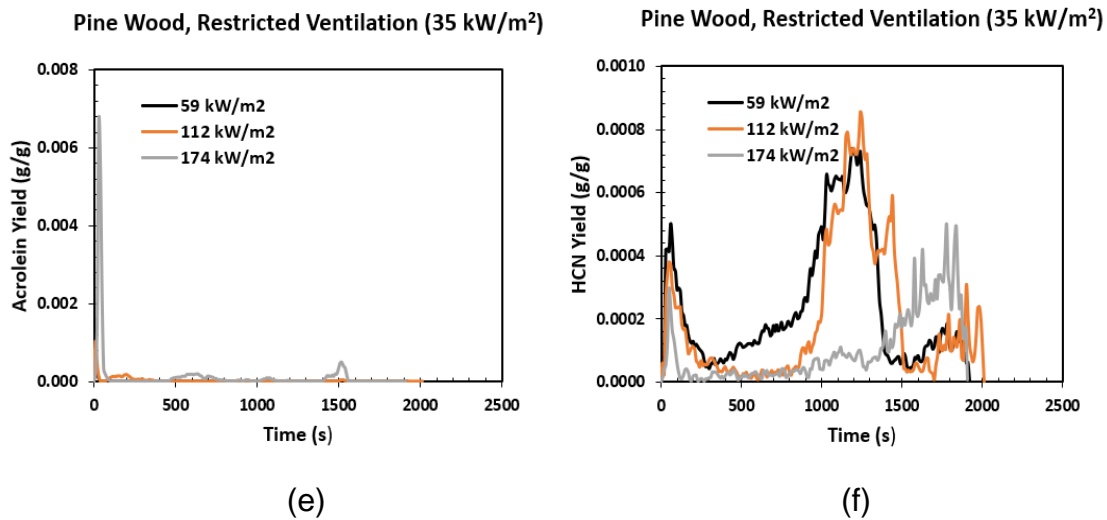 Pine Wood, Restricted Ventilation (35 kW/m²)
Acrolein Yield (g/g)
0.008
0.006
0.004
0.002
0.000
59 kW/m2
112 kW/m2
174 kW/m2
0 500 1000 1500 2000 2500
Time (s)
(e)
Pine Wood, Restricted Ventilation (35 kW/m²)
HCN Yield (g/g)
0.0010
0.0008
0.0006
0.0004
0.0002
0.0000
59 kW/m2
112 kW/m2
174 kW/m2
0 500 1000 1500 2000 2500
Time (s)
(f)